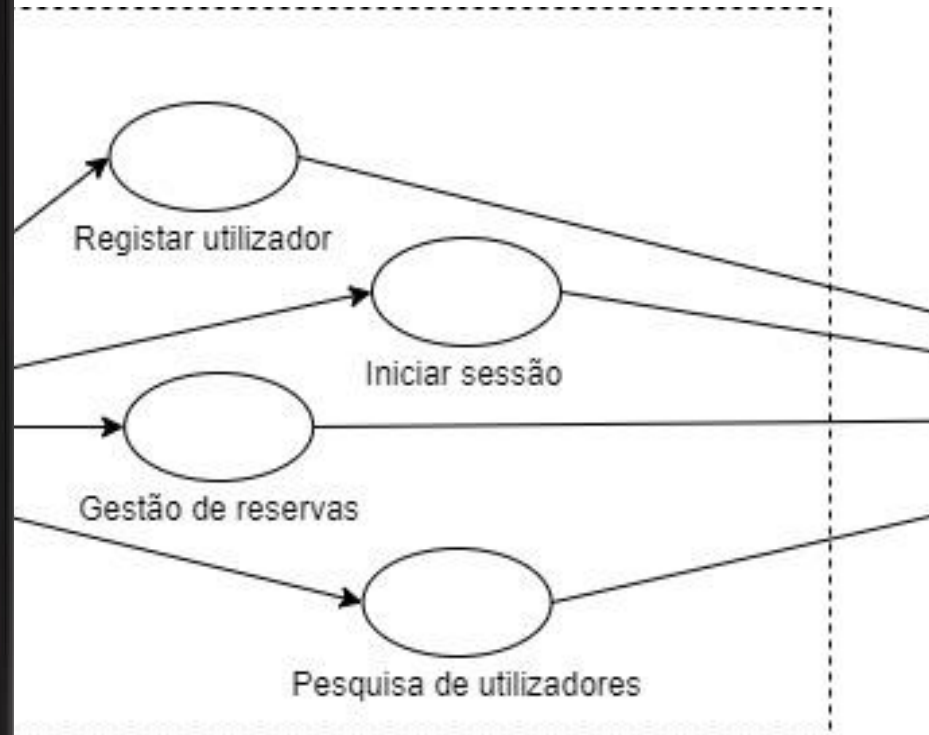 Registar utilizador
Iniciar sessão
Gestão de reservas
Pesquisa de utilizadores